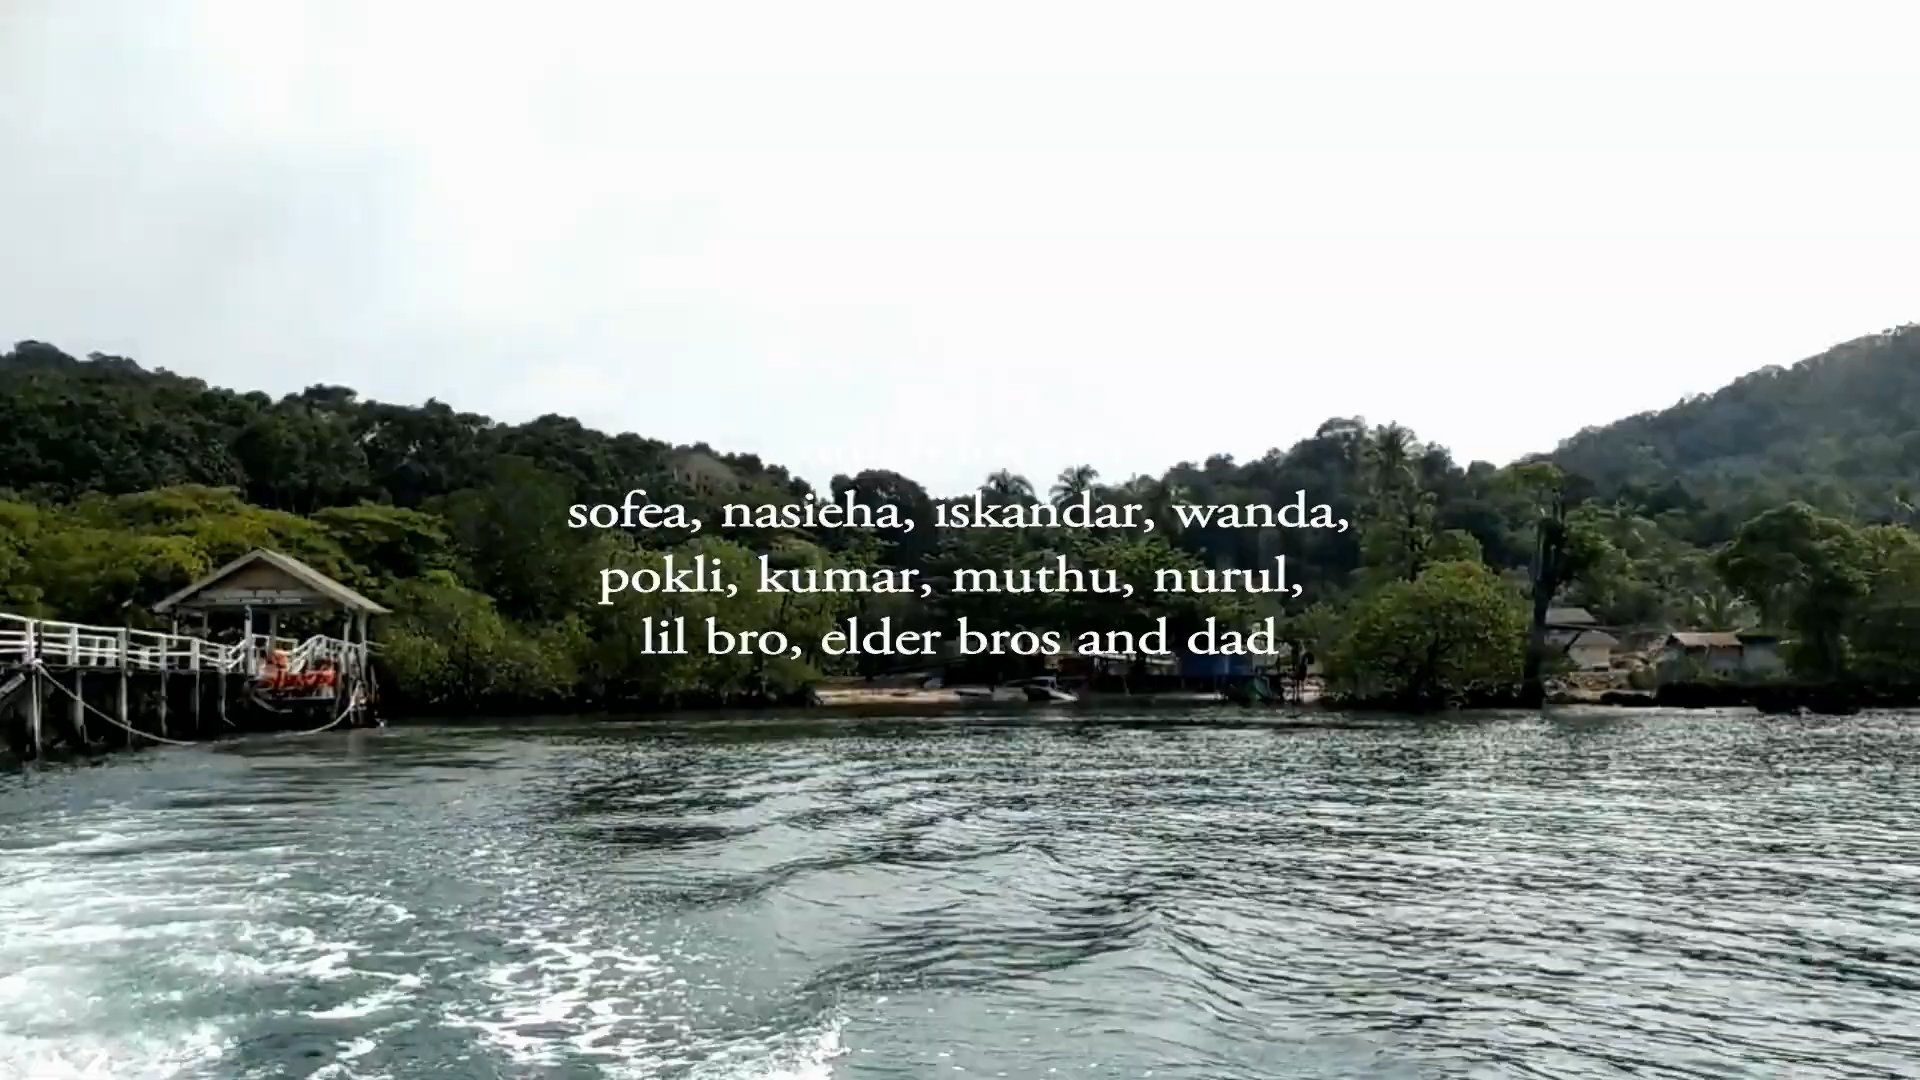 sofea, nasieha, iskandar, wanda,
pokli, kumar, muthu, nurul,
lil bro, elder bros and dad